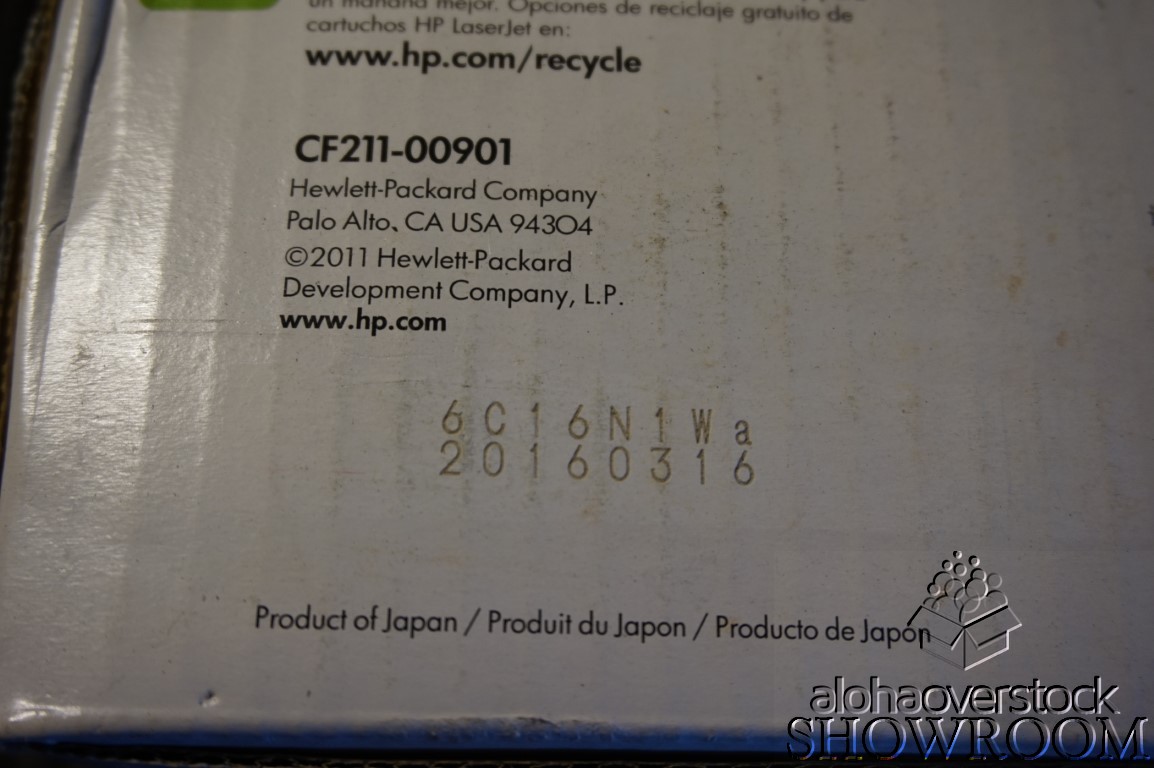 un mañana mejor. Opciones de reciclaje gratuito de
cartuchos HP LaserJet en:
www.hp.com/recycle
CF211-00901
Hewlett-Packard Company
Palo Alto, CA USA 94304
©2011 Hewlett-Packard
Development Company, L.P.
www.hp.com
6C16N1Wa
20160316
Product of Japan / Produit du Japon / Producto de Japón
alohaoverstock
SHOWROOM